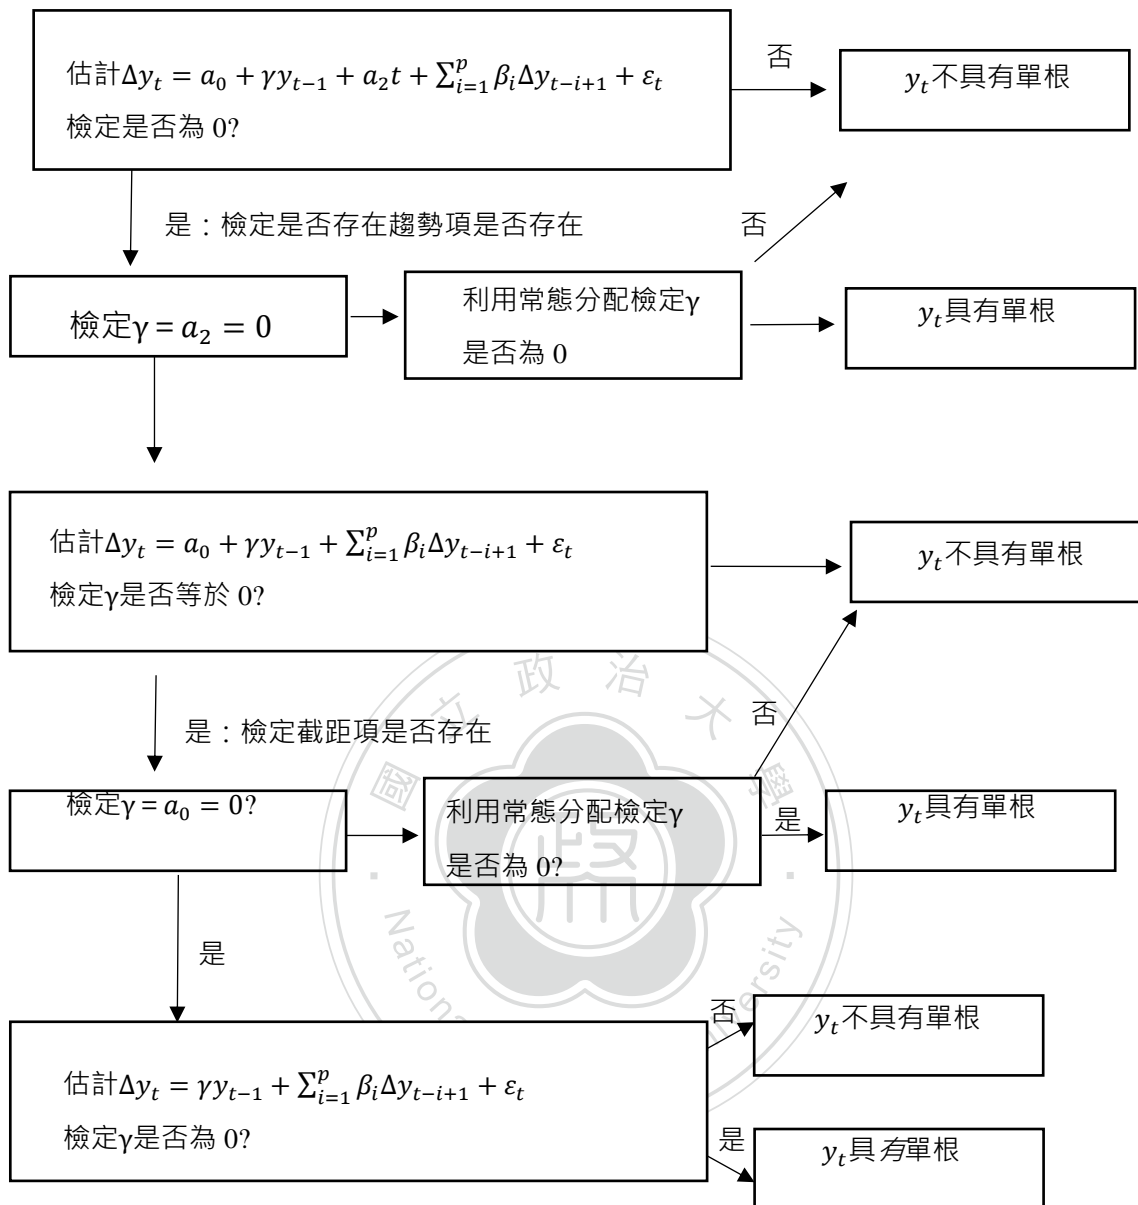 估計Δy_t = a_0 + γy_{t−1} + a_2t + ∑_{i=1}^{p} β_iΔy_{t−i+1} + ε_t
檢定是否為 0?
否
y_t不具有單根
是：檢定是否存在趨勢項是否存在
否
檢定γ = a_2 = 0
利用常態分配檢定γ
是否為 0
y_t具有單根
估計Δy_t = a_0 + γy_{t−1} + ∑_{i=1}^{p} β_iΔy_{t−i+1} + ε_t
檢定γ是否等於 0?
y_t不具有單根
是：檢定截距項是否存在
否
檢定γ = a_0 = 0?
利用常態分配檢定γ
是否為 0?
是
y_t具有單根
是
估計Δy_t = γy_{t−1} + ∑_{i=1}^{p} β_iΔy_{t−i+1} + ε_t
檢定γ是否為 0?
否
y_t不具有單根
是
y_t具有單根
國立政治大學
政